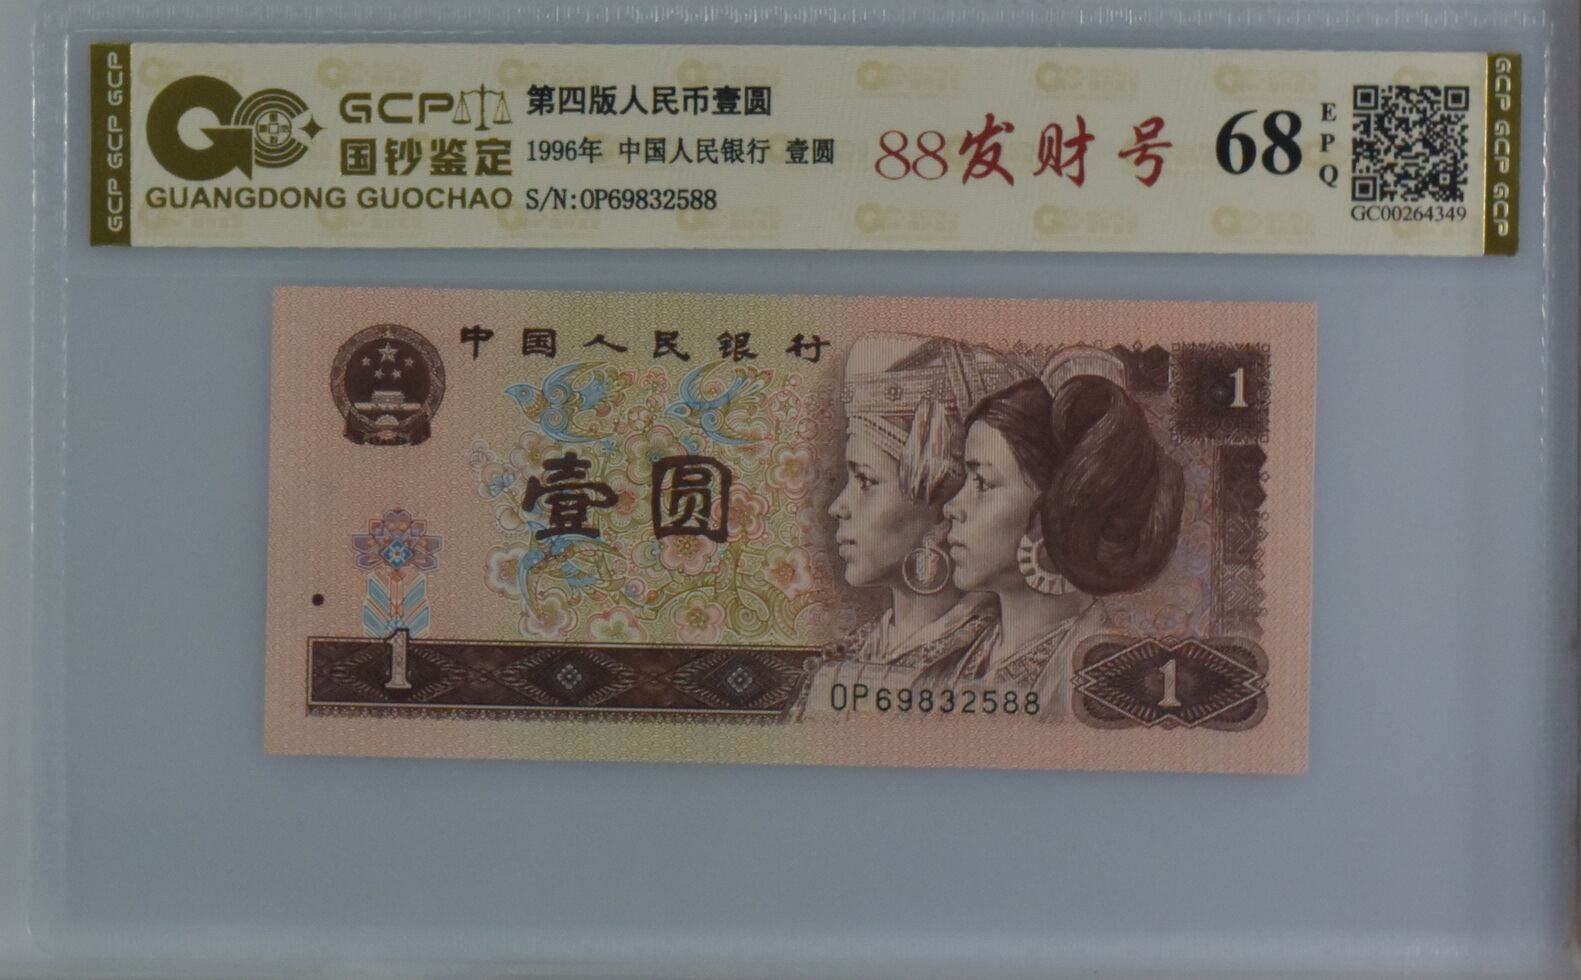 GCP GCP GCP
GCP
国钞鉴定
GUANGDONG GUOCHAO
第四版人民币壹圆
1996年 中国人民银行 壹圆
S/N:OP69832588
88发财号
68
EPQ
GC00264349
GCP GCP GCP
中国人民银行
1
壹圆
1
OP69832588
1